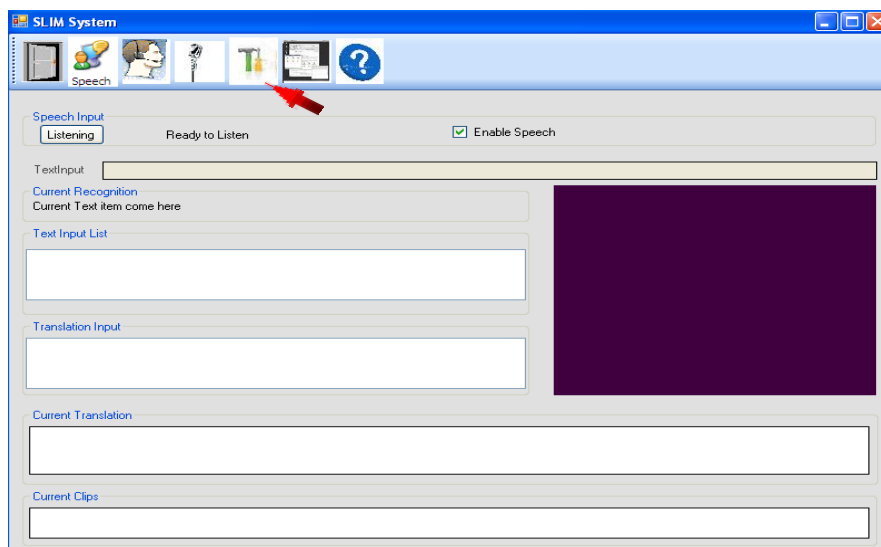 SLIM System
Speech
?
Speech Input
Listening Ready to Listen Enable Speech
TextInput
Current Recognition
Current Text item come here
Text Input List
Translation Input
Current Translation
Current Clips